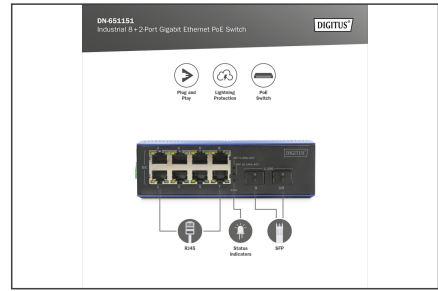 DN-651151
Industrial 8+2-Port Gigabit Ethernet PoE Switch
DIGITUS®
Plug and
Play
Lightning
Protection
PoE
Switch
DIGITUS
RJ45
Status
Indicators
SFP